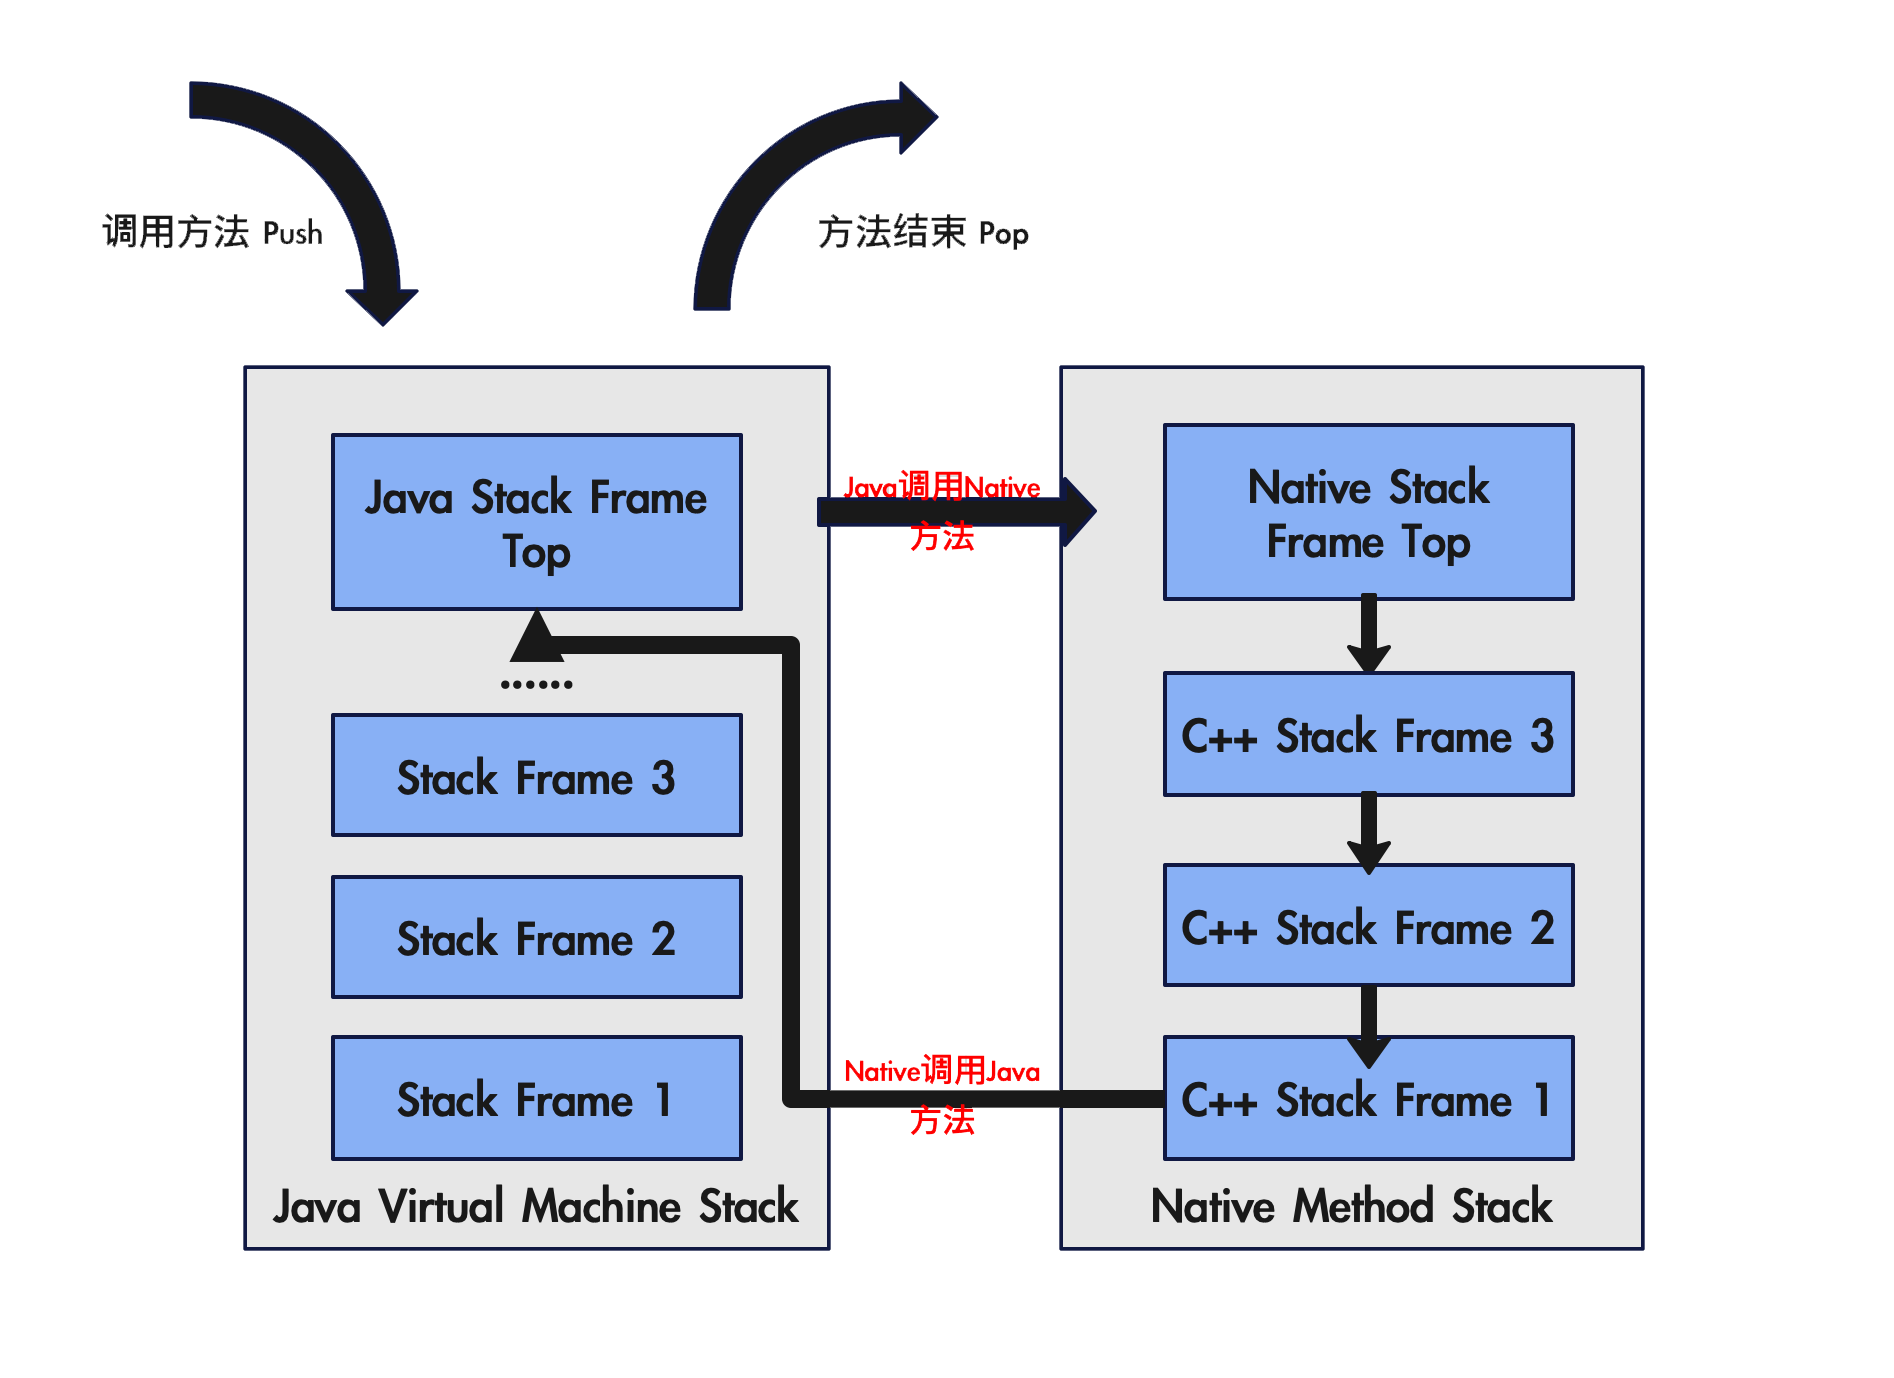 调用方法 Push
方法结束 Pop
Java Stack Frame
Top
......
Stack Frame 3
Stack Frame 2
Stack Frame 1
Java Virtual Machine Stack
Java调用Native
方法
Native调用Java
方法
Native Stack
Frame Top
C++ Stack Frame 3
C++ Stack Frame 2
C++ Stack Frame 1
Native Method Stack